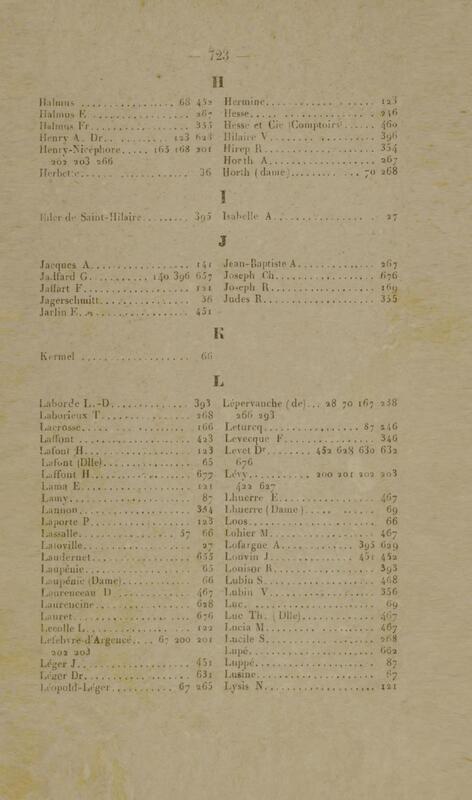 — 723 —
H
Halmus ................ 68 452
Halmus F. .................. 267
Halmus Fr. ................. 355
Henry A. Dr. .......... 123 628
Henry-Nicéphore..... 165 168 201
202 203 266
Herbette ................... 36
Hermine ................... 123
Hesse ...................... 246
Hesse et Cie (Comptoirs) ...... 460
Hilaire V. .................. 396
Hirep R. ................... 354
Horth A. ................... 267
Horth (dame) ........... 70 268
I
Idler de Saint-Hilaire........ 395
Isabelle A. .................. 27
J
Jacques A. ................. 141
Jaffard G. ......... 140 396 657
Jaffart F. .................. 121
Jagerschmitt................ 36
Jarlin E. ................... 451
Jean-Baptiste A. ............ 267
Joseph Ch. ................. 676
Joseph R. .................. 169
Judes R. ................... 355
K
Kermel .................... 66
L
Laborde L.-D. .............. 393
Laborieux T. ............... 268
Lacrosse ................... 166
Laffont .................... 423
Lafont H. .................. 123
Lafont (Dlle) ............... 65
Laffont H. ................. 677
Lama E. ................... 121
Lamy ...................... 87
Lannon .................... 354
Laporte P. ................. 123
Lassalle ................ 57 66
Latoville ................... 27
Laudernet .................. 635
Laupénie ................... 65
Laupénie (Dame) ............ 66
Laurenceau D ............... 467
Laurencine ................. 628
Lauret ..................... 676
Lecolle L. .................. 122
Lefebvre-d'Argencé.... 67 200 201
202 203
Léger J. ................... 451
Léger Dr. .................. 631
Léopold-Léger .......... 67 265
Lépervanche (de)... 28 70 167 238
266 293
Leturcq ................ 87 246
Levecque F. ................ 346
Levet Dr. ....... 452 628 630 632
676
Lévy ........... 200 201 202 203
422 627
Lhuerre E. ................. 467
Lhuerre (Dame) ............. 69
Loos ...................... 66
Lohier M. .................. 467
Lofargue A. ............ 395 629
Louvin J. .............. 451 452
Louisor R. ................. 393
Lubin S. ................... 468
Lubin V. ................... 356
Luc. ...................... 69
Luc Th. (Dlle) .............. 467
Lucia M. ................... 467
Lucile S. ................... 268
Lupé ...................... 662
Luppé ..................... 87
Lusine ..................... 67
Lysis N. ................... 121